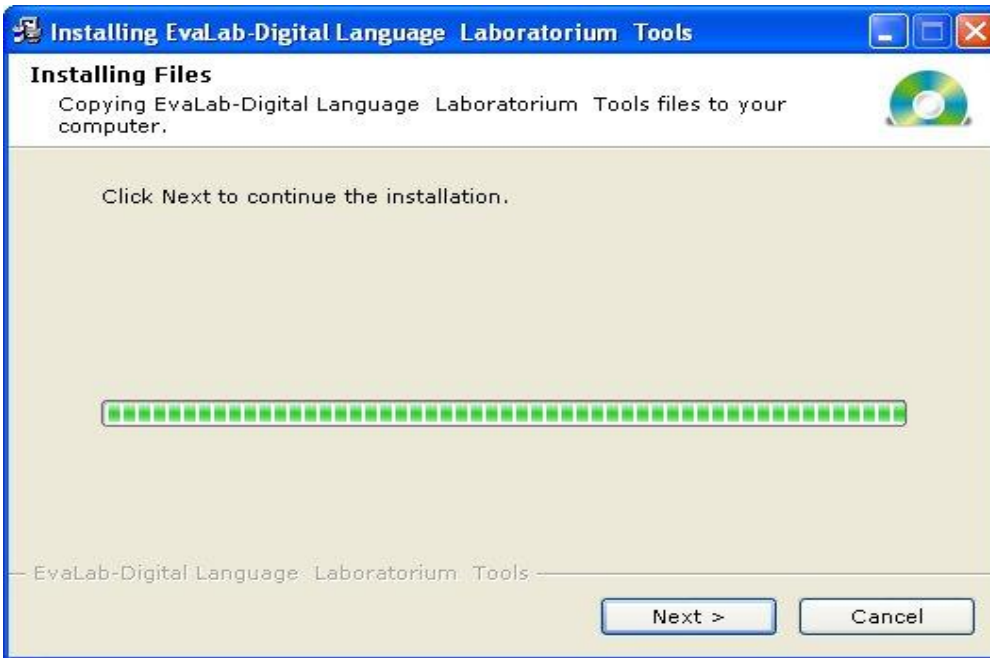 Installing EvaLab-Digital Language Laboratorium Tools
Installing Files
Copying EvaLab-Digital Language Laboratorium Tools files to your
computer.
Click Next to continue the installation.
EvaLab-Digital Language Laboratorium Tools
Next >
Cancel